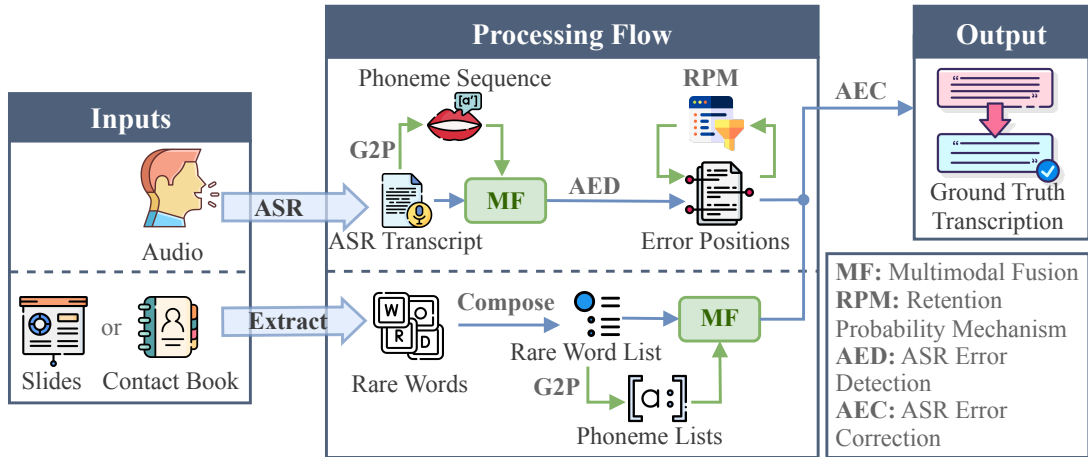 Inputs
Audio
Slides
or
Contact Book
ASR
Extract
Processing Flow
Phoneme Sequence
[a']
G2P
ASR Transcript
MF
AED
RPM
Error Positions
W
O
R
D
Rare Words
Compose
Rare Word List
G2P
[a:]
Phoneme Lists
MF
AEC
Output
Ground Truth
Transcription
MF: Multimodal Fusion
RPM: Retention
Probability Mechanism
AED: ASR Error
Detection
AEC: ASR Error
Correction